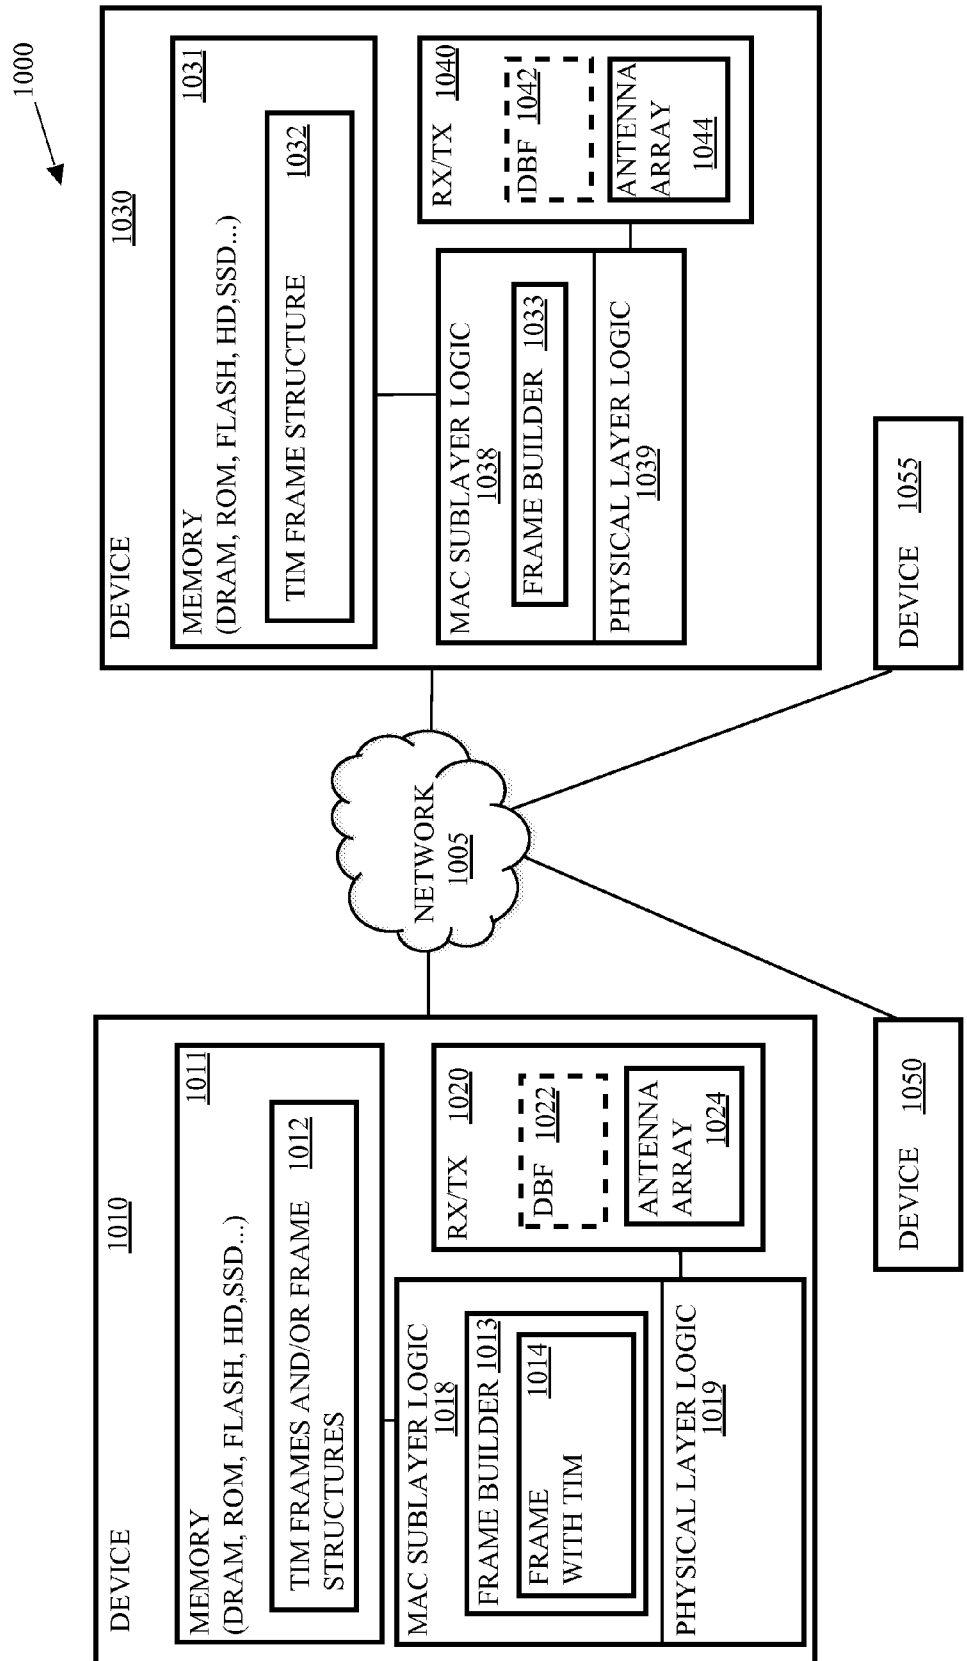 1000
DEVICE 1010
MEMORY 1011
(DRAM, ROM, FLASH, HD,SSD...)
TIM FRAMES AND/OR FRAME 1012
STRUCTURES
MAC SUBLAYER LOGIC
1018
FRAME BUILDER 1013
FRAME 1014
WITH TIM
PHYSICAL LAYER LOGIC
1019
RX/TX 1020
DBF 1022
ANTENNA
ARRAY
1024
NETWORK
1005
DEVICE 1030
MEMORY 1031
(DRAM, ROM, FLASH, HD,SSD...)
TIM FRAME STRUCTURE 1032
MAC SUBLAYER LOGIC
1038
FRAME BUILDER 1033
PHYSICAL LAYER LOGIC
1039
RX/TX 1040
DBF 1042
ANTENNA
ARRAY
1044
DEVICE 1050
DEVICE 1055